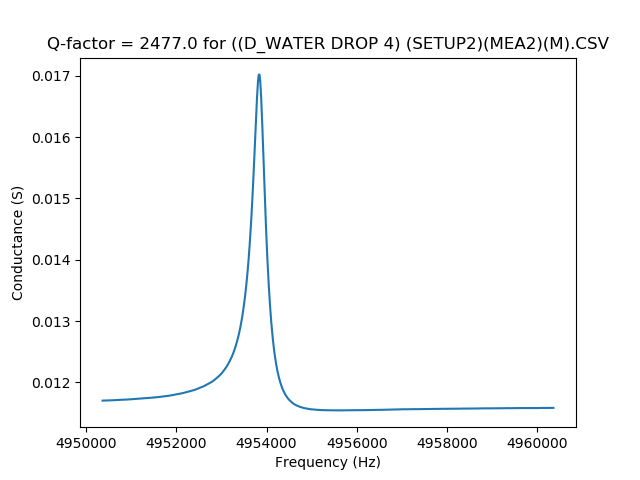 Q-factor = 2477.0 for ((D_WATER DROP 4) (SETUP2)(MEA2)(M).CSV
0.017
0.016
0.015
0.014
0.013
0.012
Conductance (S)
4950000 4952000 4954000 4956000 4958000 4960000
Frequency (Hz)